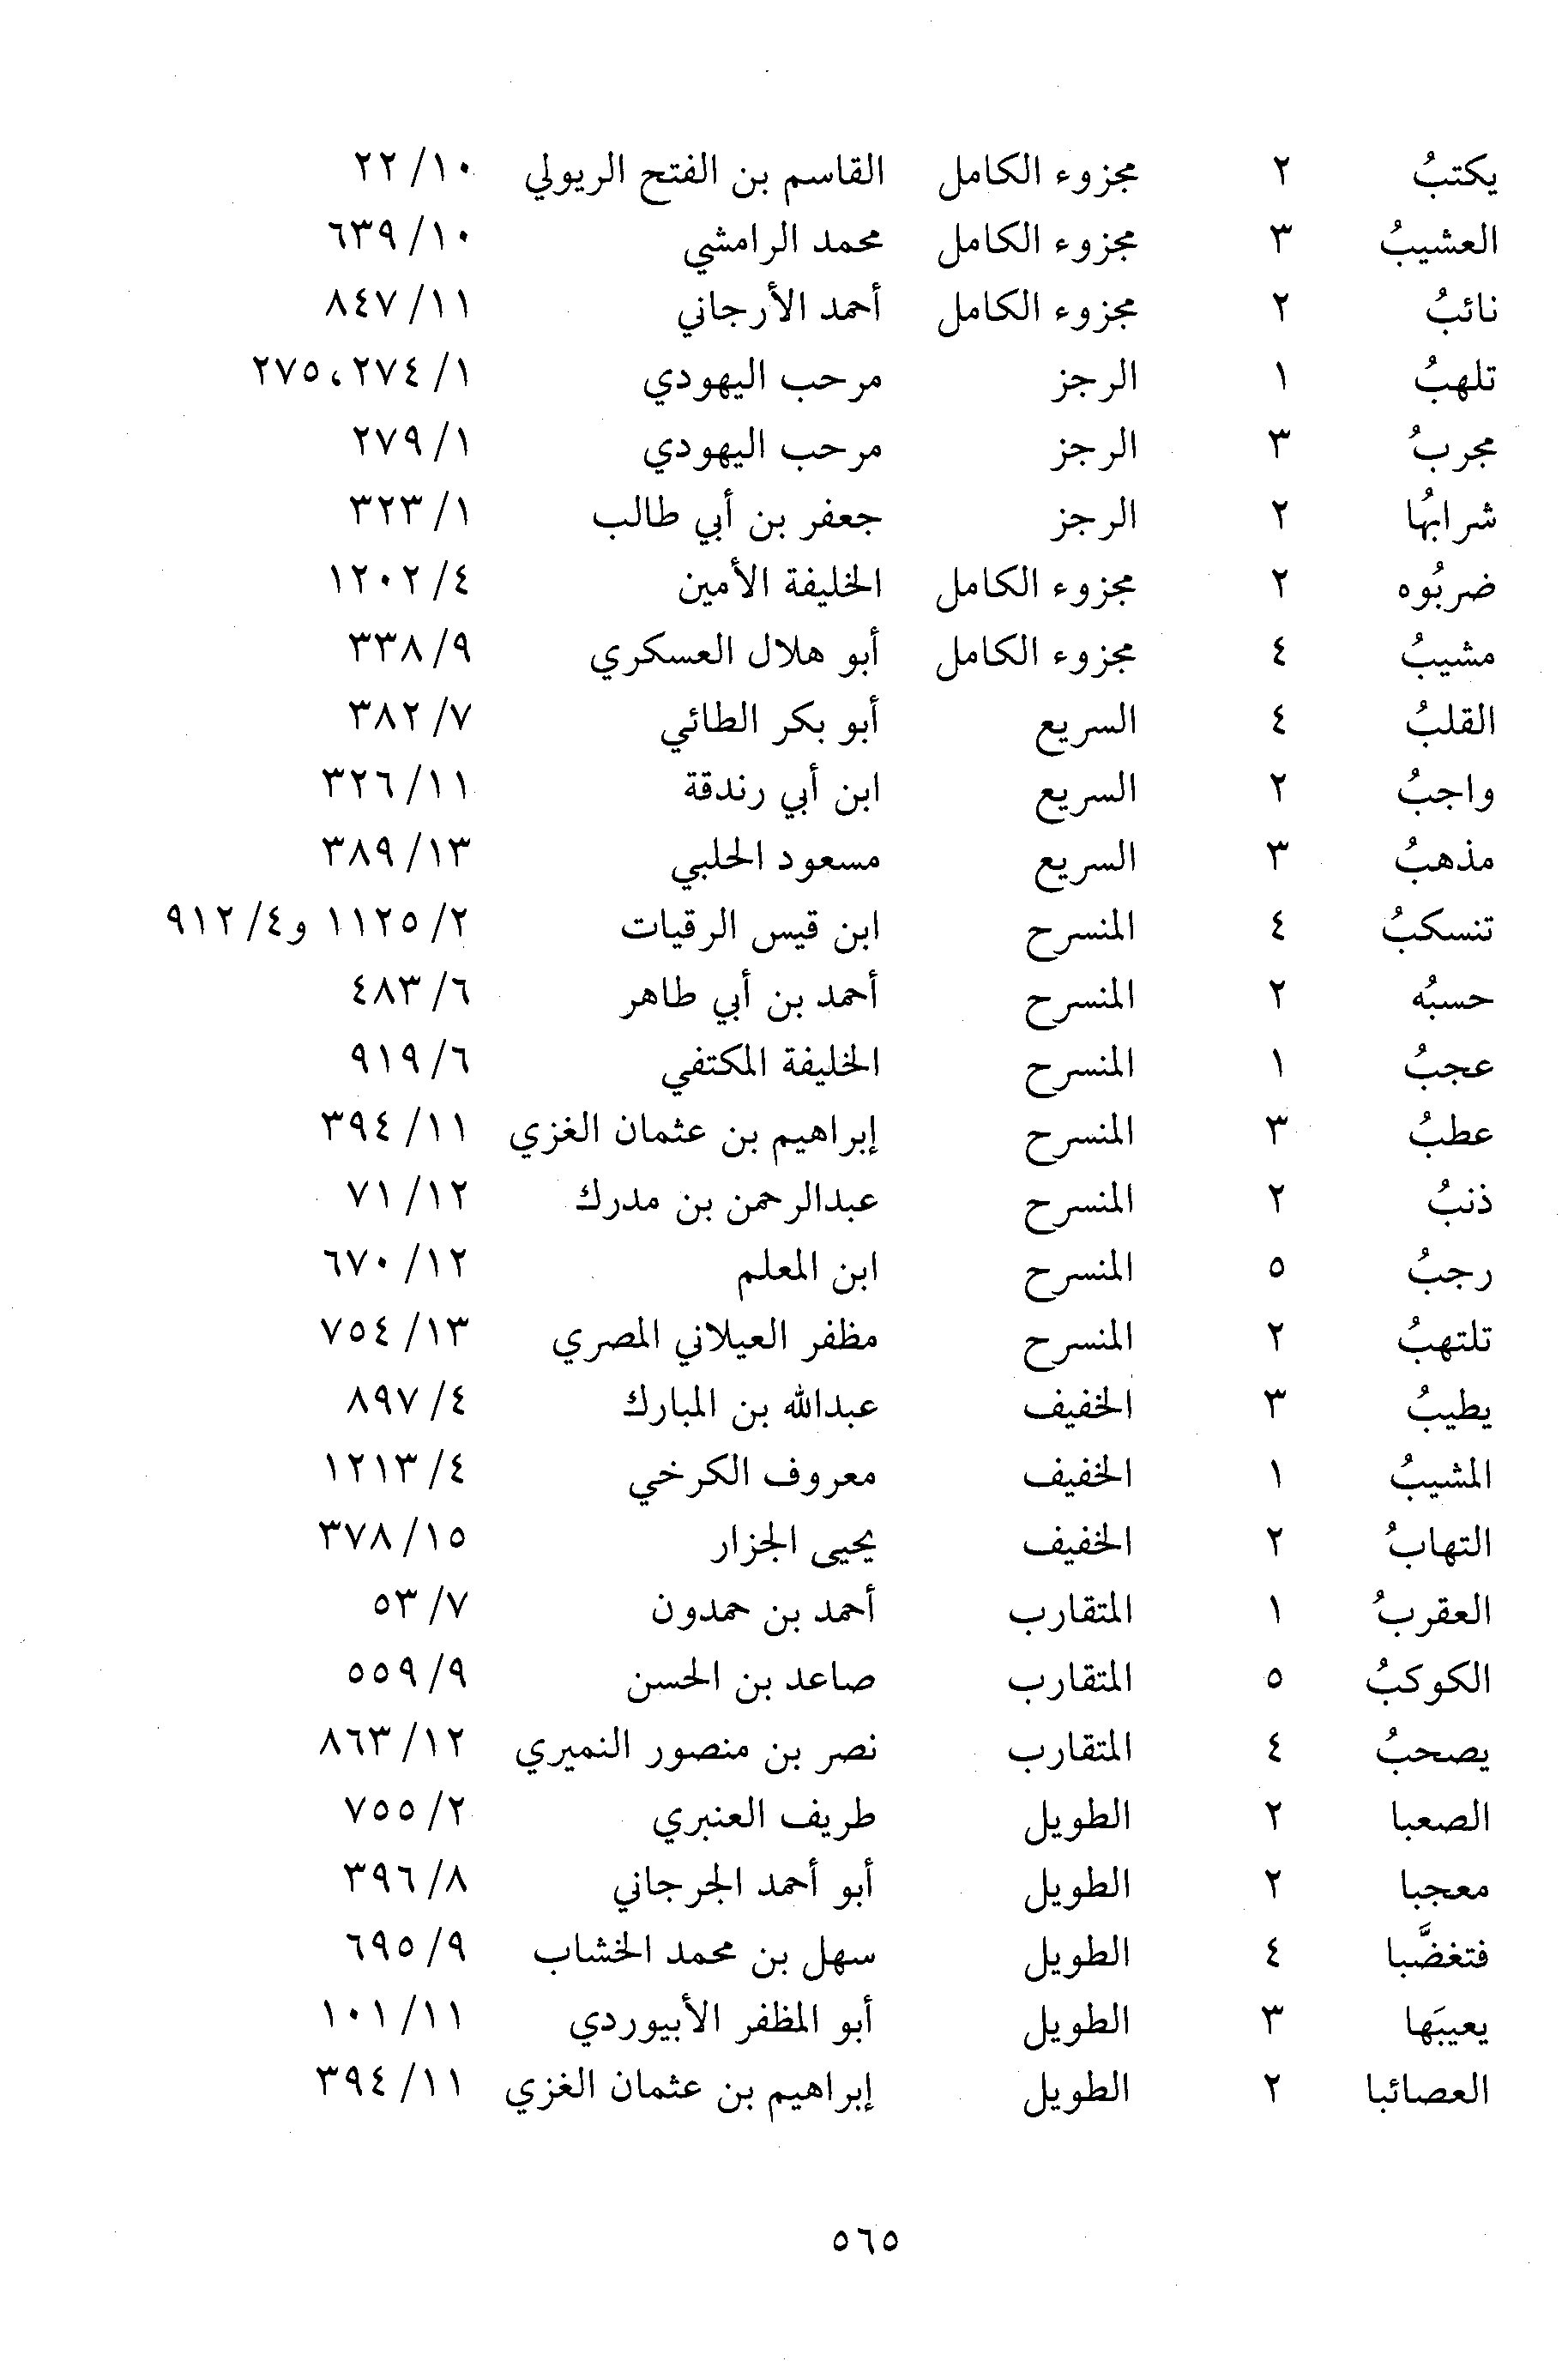 يكتبُ ٢ مجزوء الكامل القاسم بن الفتح الريولي ١٠/ ٢٢
العشيبُ ٣ مجزوء الكامل محمد الرامشي ١٠/ ٦٣٩
نائبُ ٢ مجزوء الكامل أحمد الأرجاني ١١/ ٨٤٧
تلهبُ ١ الرجز مرحب اليهودي ١/ ٢٧٤، ٢٧٥
مجربُ ٣ الرجز مرحب اليهودي ١/ ٢٧٩
شرابهُا ٢ الرجز جعفر بن أبي طالب ١/ ٣٢٣
ضربُوه ٢ مجزوء الكامل الخليفة الأمين ٤/ ١٢٠٢
مشيبُ ٤ مجزوء الكامل أبو هلال العسكري ٩/ ٣٣٨
القلبُ ٤ السريع أبو بكر الطائي ٧/ ٣٨٢
واجبُ ٢ السريع ابن أبي رندقة ١١/ ٣٢٦
مذهبُ ٣ السريع مسعود الحلبي ١٣/ ٣٨٩
تنسكبُ ٤ المنسرح ابن قيس الرقيات ٢/ ١١٢٥ و٤/ ٩١٢
حسبُه ٢ المنسرح أحمد بن أبي طاهر ٦/ ٤٨٣
عجبُ ١ المنسرح الخليفة المكتفي ٦/ ٩١٩
عطبُ ٣ المنسرح إبراهيم بن عثمان الغزي ١١/ ٣٩٤
ذنبُ ٢ المنسرح عبدالرحمن بن مدرك ١٢/ ٧١
رجبُ ٥ المنسرح ابن المعلم ١٢/ ٦٧٠
تلتهبُ ٢ المنسرح مظفر العيلاني المصري ١٣/ ٧٥٤
يطيبُ ٣ الخفيف عبدالله بن المبارك ٤/ ٨٩٧
المشيبُ ١ الخفيف معروف الكرخي ٤/ ١٢١٣
التهابُ ٢ الخفيف يحيى الجزار ١٥/ ٣٧٨
العقربُ ١ المتقارب أحمد بن حمدون ٧/ ٥٣
الكوكبُ ٥ المتقارب صاعد بن الحسن ٩/ ٥٥٩
يصحبُ ٤ المتقارب نصر بن منصور النميري ١٢/ ٨٦٣
الصعبا ٢ الطويل طريف العنبري ٢/ ٧٥٥
معجبا ٢ الطويل أبو أحمد الجرجاني ٨/ ٣٩٦
فتغضَّبا ٤ الطويل سهل بن محمد الخشاب ٩/ ٦٩٥
يعيبَها ٣ الطويل أبو المظفر الأبيوردي ١١/ ١٠١
العصائبا ٢ الطويل إبراهيم بن عثمان الغزي ١١/ ٣٩٤
٥٦٥